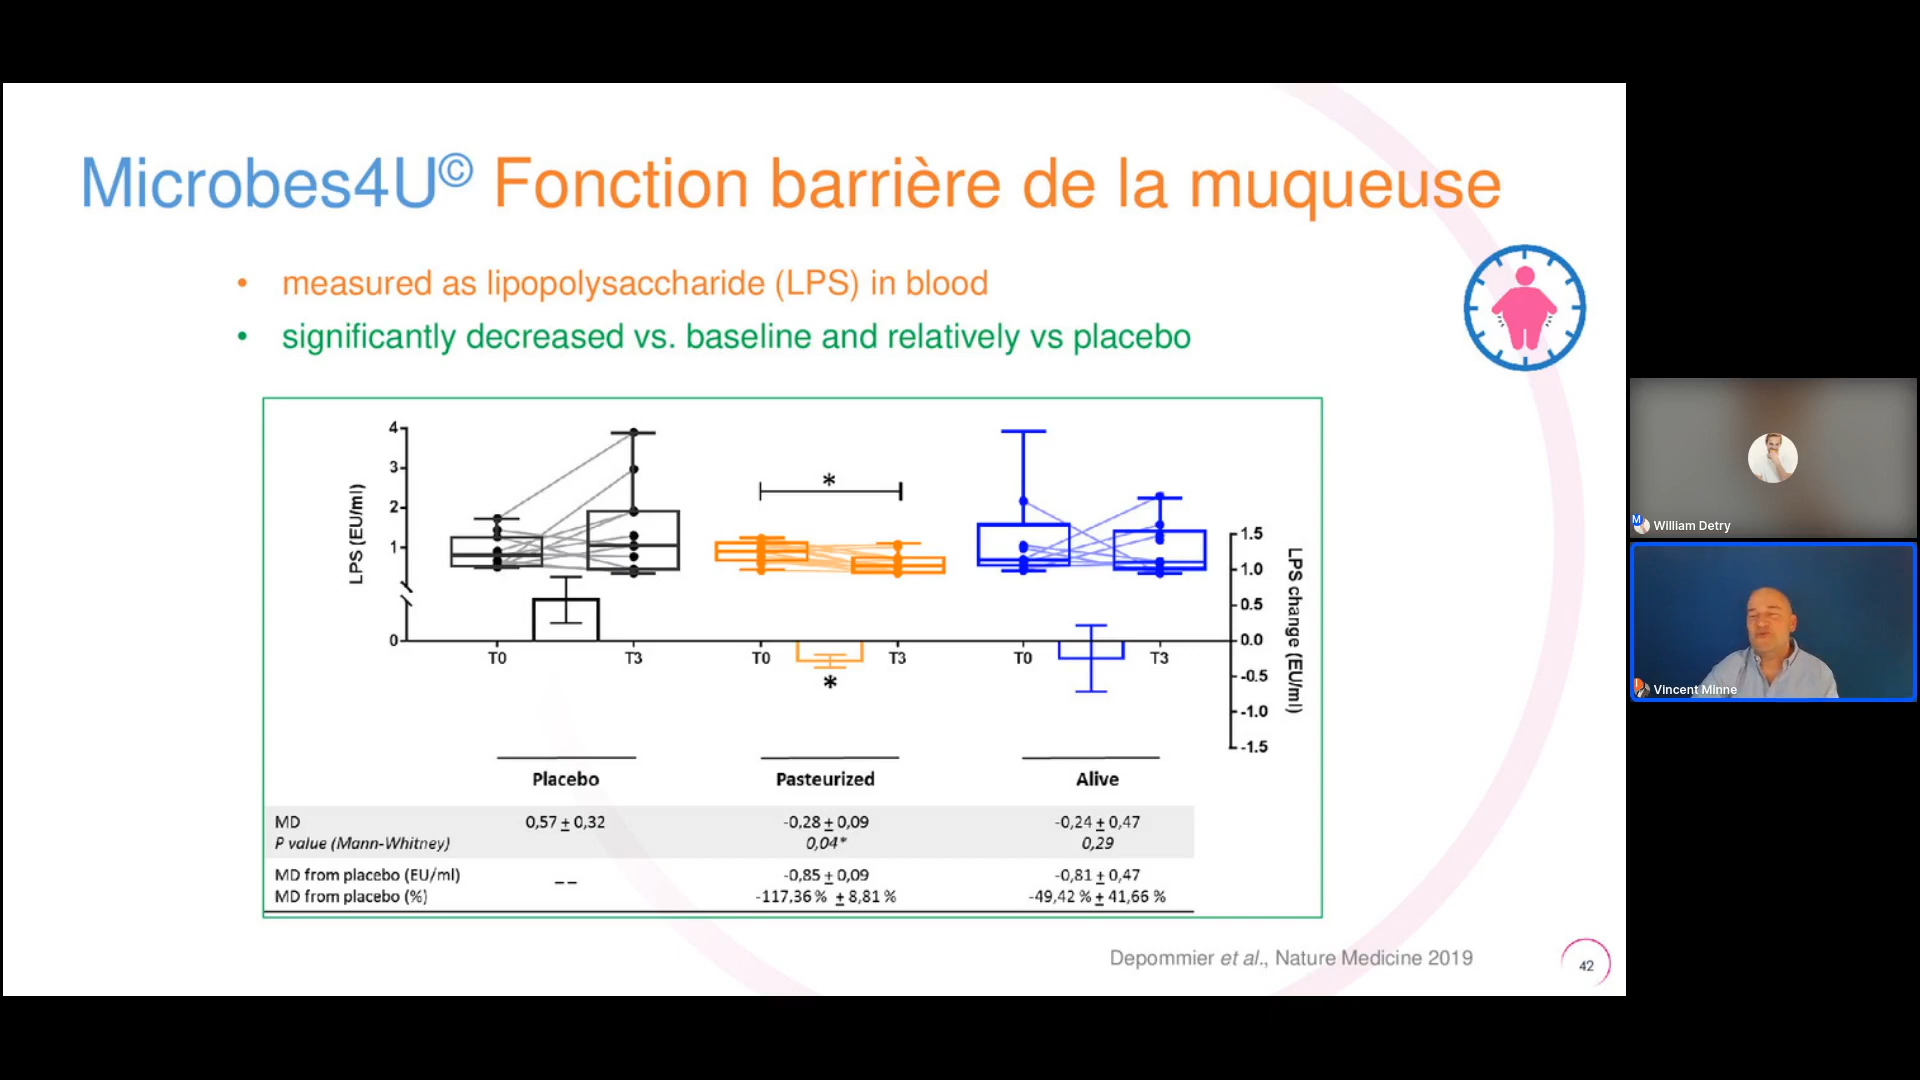 Microbes4U© Fonction barrière de la muqueuse
• measured as lipopolysaccharide (LPS) in blood
• significantly decreased vs. baseline and relatively vs placebo
LPS (EU/ml)
4
3
2
1
0
*
*
T0 T3 T0 T3 T0 T3
1.5
1.0
0.5
0.0
-0.5
-1.0
-1.5
LPS change (EU/ml)
Placebo Pasteurized Alive
MD 0,57 ± 0,32 -0,28 ± 0,09 -0,24 ± 0,47
P value (Mann-Whitney) 0,04* 0,29
MD from placebo (EU/ml) -- -0,85 ± 0,09 -0,81 ± 0,47
MD from placebo (%) -117,36 % ± 8,81 % -49,42 % ± 41,66 %
Depommier et al., Nature Medicine 2019
42
M
William Detry
Vincent Minne